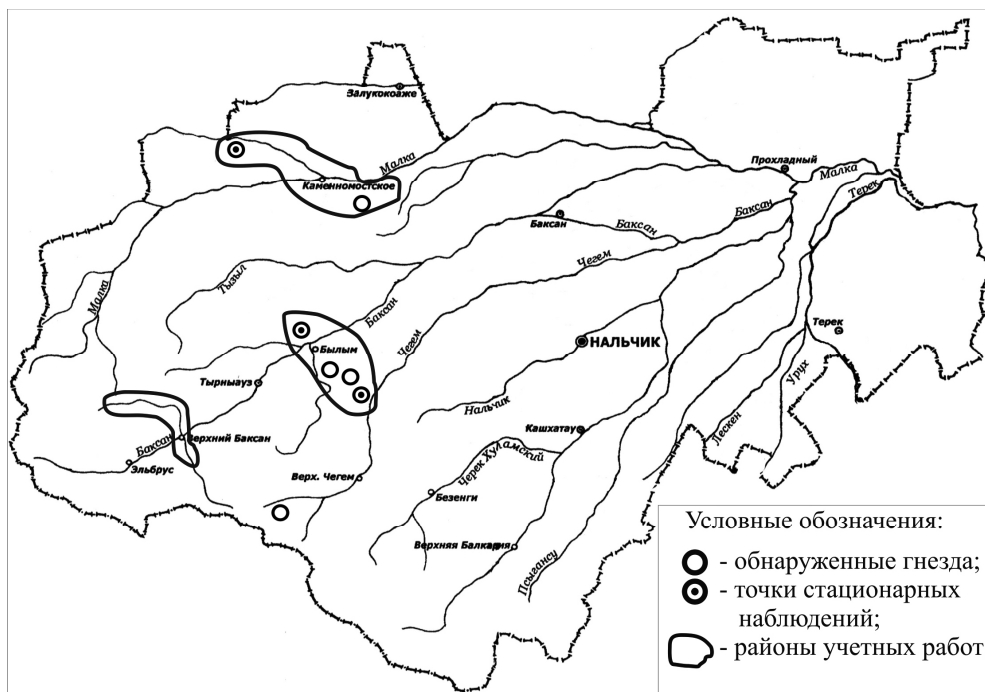 Залукокоаже
Малка
Каменномостское
Прохладный
Малка
Терек
Баксан
Баксан
Баксан
Чегем
Тызыл
Малка
Баксан
Чегем
Былым
НАЛЬЧИК
Терек
Урух
Тырныауз
Нальчик
Лескен
Кашхатау
Баксан
Верхний Баксан
Эльбрус
Верх. Чегем
Черек Хуламский
Безенги
Верхняя Балкария
Псыгансу
Условные обозначения:
- обнаруженные гнезда;
- точки стационарных
наблюдений;
- районы учетных работ